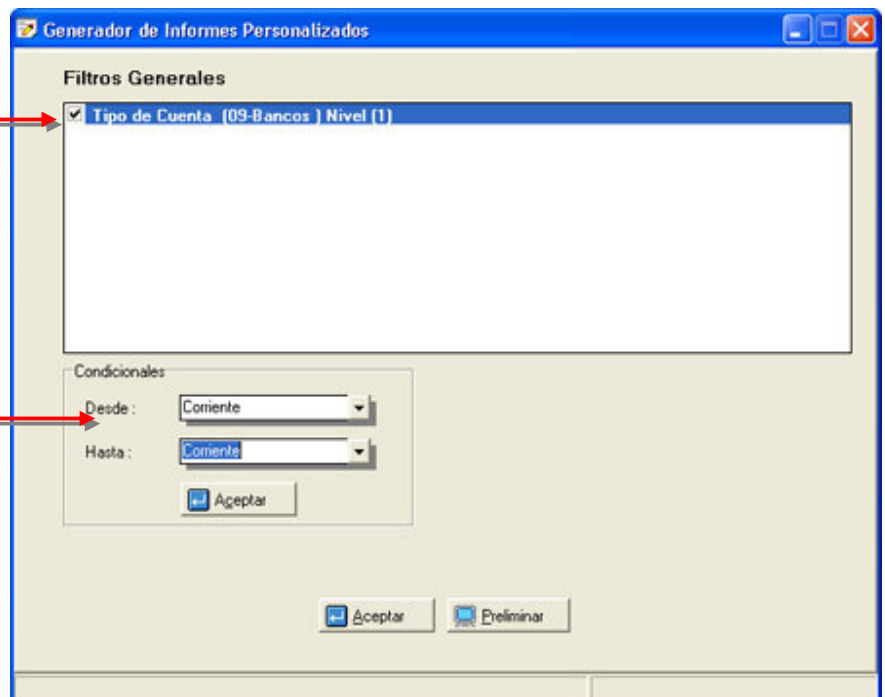 Generador de Informes Personalizados
Filtros Generales
Tipo de Cuenta (09-Bancos ) Nivel (1)
Condicionales
Desde : Corriente
Hasta : Corriente
Aceptar
Aceptar Preliminar